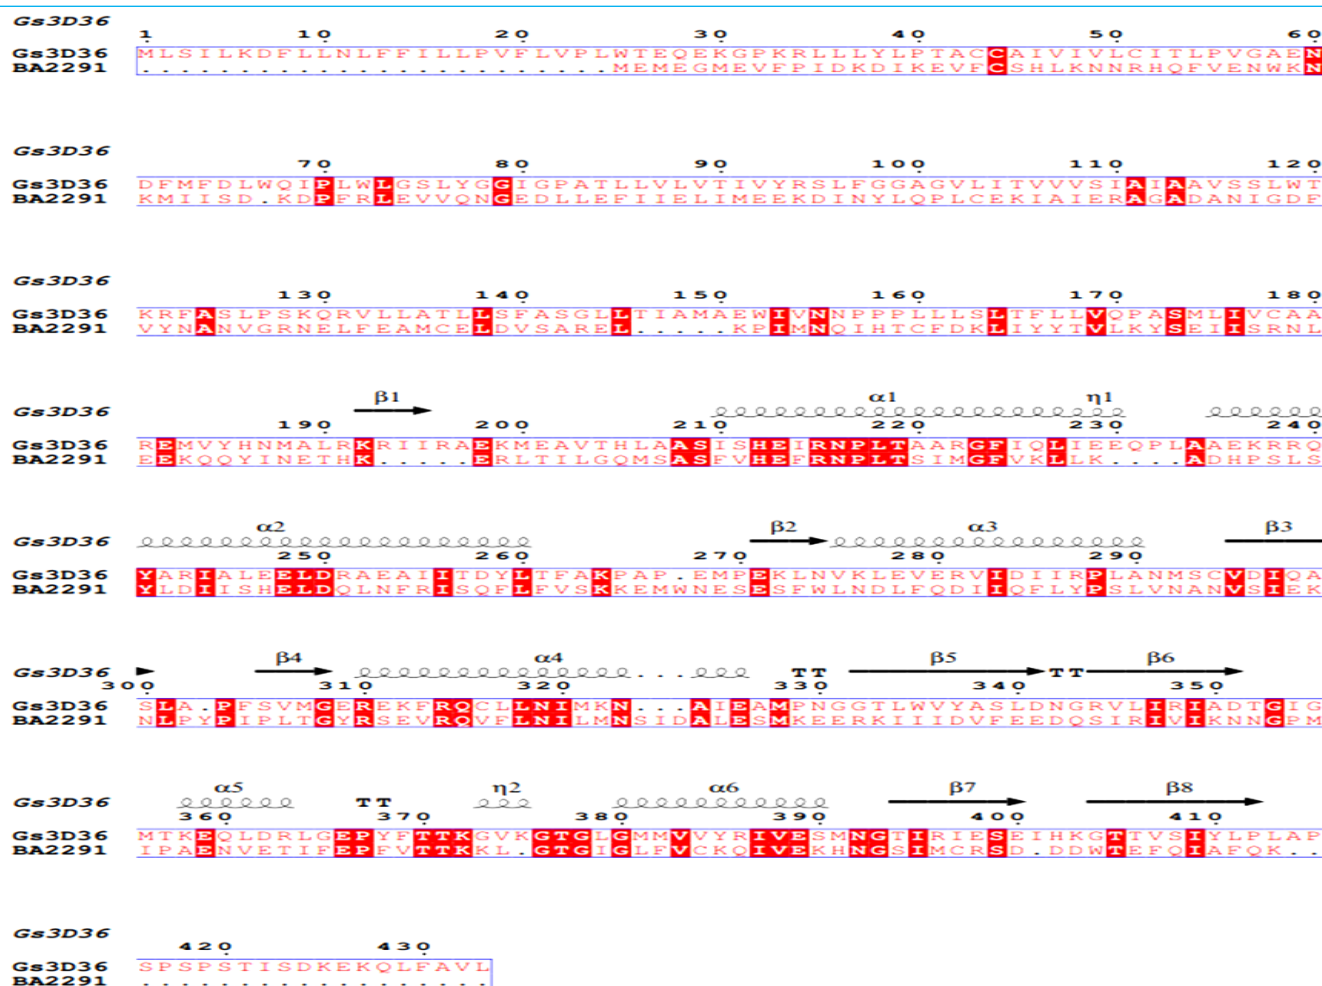 Gs3D36
1 10 20 30 40 50 60
Gs3D36 MLSILKDFLLNLFFILLPVFLVPLWTEQEKGPKRLLLYLPTACCAIVIVLCITLPVGAEN
BA2291 ........................MEMEGMEVFPIDKDIKEVFCSHLKNNRHQFVENWKN
Gs3D36
70 80 90 100 110 120
Gs3D36 DFMFDLWQIPLWLGSLYGGIGPATLLVLVTIVYRSLFGGAGVLITVVVSIAIAAVSSLWT
BA2291 KMIISD.KDPFRLEVVQNGEDLLEFIIELIMEEKDINYLQPLCEKIAIERAGADANIGDF
Gs3D36
130 140 150 160 170 180
Gs3D36 KRFASLPSKQRVLLATLLSFASGLLTIAMAEWIVNNPPPLLLSLTFLLVQPASMLIVCAA
BA2291 VYNANVGRNELFEAMCELDVSAREL.....KPIMNQIHTCFDKLIYYTVLKYSEIISRNL
β1 α1 η1
Gs3D36
190 200 210 220 230 240
Gs3D36 REMVYHNMALRKRIIRAEKMEAVTHLAASISHEIRNPLTAARGFIQLIEEQPLAAEKRRQ
BA2291 EEKQQYINETHK.....ERLTILGQMSASFVHEFRNPLTSIMGFVKLLK....ADHPSLS
α2 β2 α3 β3
Gs3D36
250 260 270 280 290
Gs3D36 YARIALEELDRAEAIITDYLTFAKPAP.EMPEKLNVKLEVERVIDIIRPLANMSCVDIQA
BA2291 YLDIISHELDQLNFRISQFLFVSKKEMWNESESFWLNDLFQDIIQFLYPSLVNANVSIEK
β4 α4 β5 β6
Gs3D36 ... TT TT
300 310 320 330 340 350
Gs3D36 SLA.PFSVMGEREKFRQCLLNIMKN...AIEAMPNGGTLWVYASLDNGRVLIRIADTGIG
BA2291 NLPYPIPLTGYRSEVRQVFLNILMNSIDALESMKEERKIIIDVFEEDQSIRIVIKNNGPM
α5 η2 α6 β7 β8
Gs3D36 TT
360 370 380 390 400 410
Gs3D36 MTKEQLDRLGEPYFTTKGVKGTGLGMMVVYRIVESMNGTIRIESEIHKGTTVSIYLPLAP
BA2291 IPAENVETIFEPFVTTKKL.GTGIGLFVCKQIVEKHNGSIMCRSD.DDWTEFQIAFQK..
Gs3D36
420 430
Gs3D36 SPSPSTISDKEKQLFAVL
BA2291 ..................